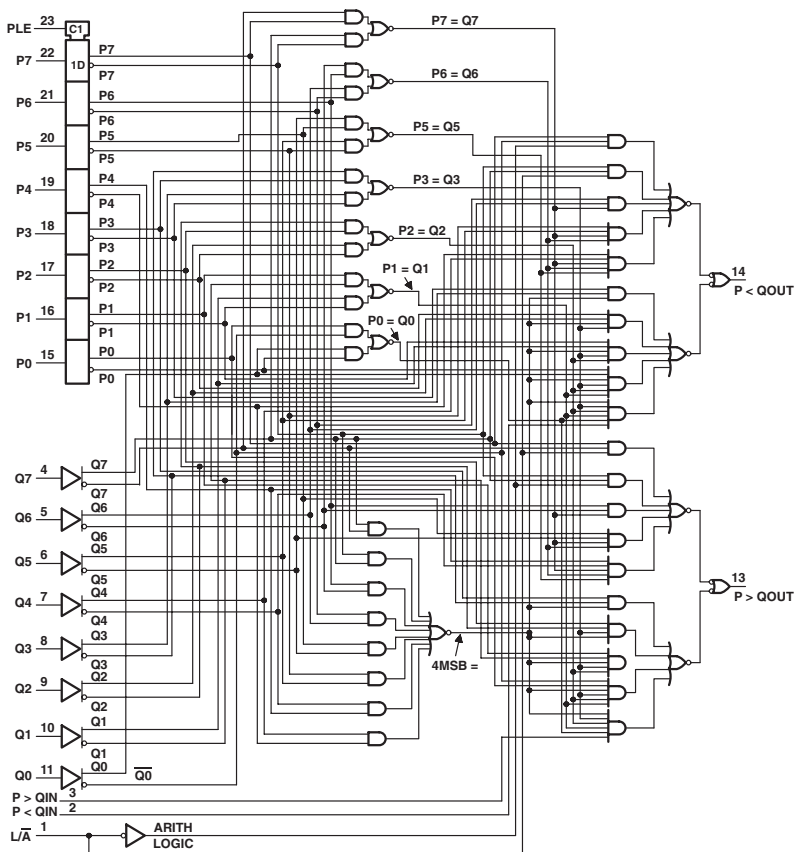 PLE 23 C1
P7 22 1D P7
P7
P6 21 P6
P6
P5 20 P5
P5
P4 19 P4
P4
P3 18 P3
P3
P2 17 P2
P2
P1 16 P1
P1
P0 15 P0
P0
P7 = Q7
P6 = Q6
P5 = Q5
P3 = Q3
P2 = Q2
P1 = Q1
P0 = Q0
14
P < QOUT
13
P > QOUT
4MSB =
Q7 4 Q7
Q7
Q6 5 Q6
Q6
Q5 6 Q5
Q5
Q4 7 Q4
Q4
Q3 8 Q3
Q3
Q2 9 Q2
Q2
Q1 10 Q1
Q1
Q0 11 Q0
Q̅0̅
P > QIN 3
P < QIN 2
L/A̅ 1
ARITH
LOGIC